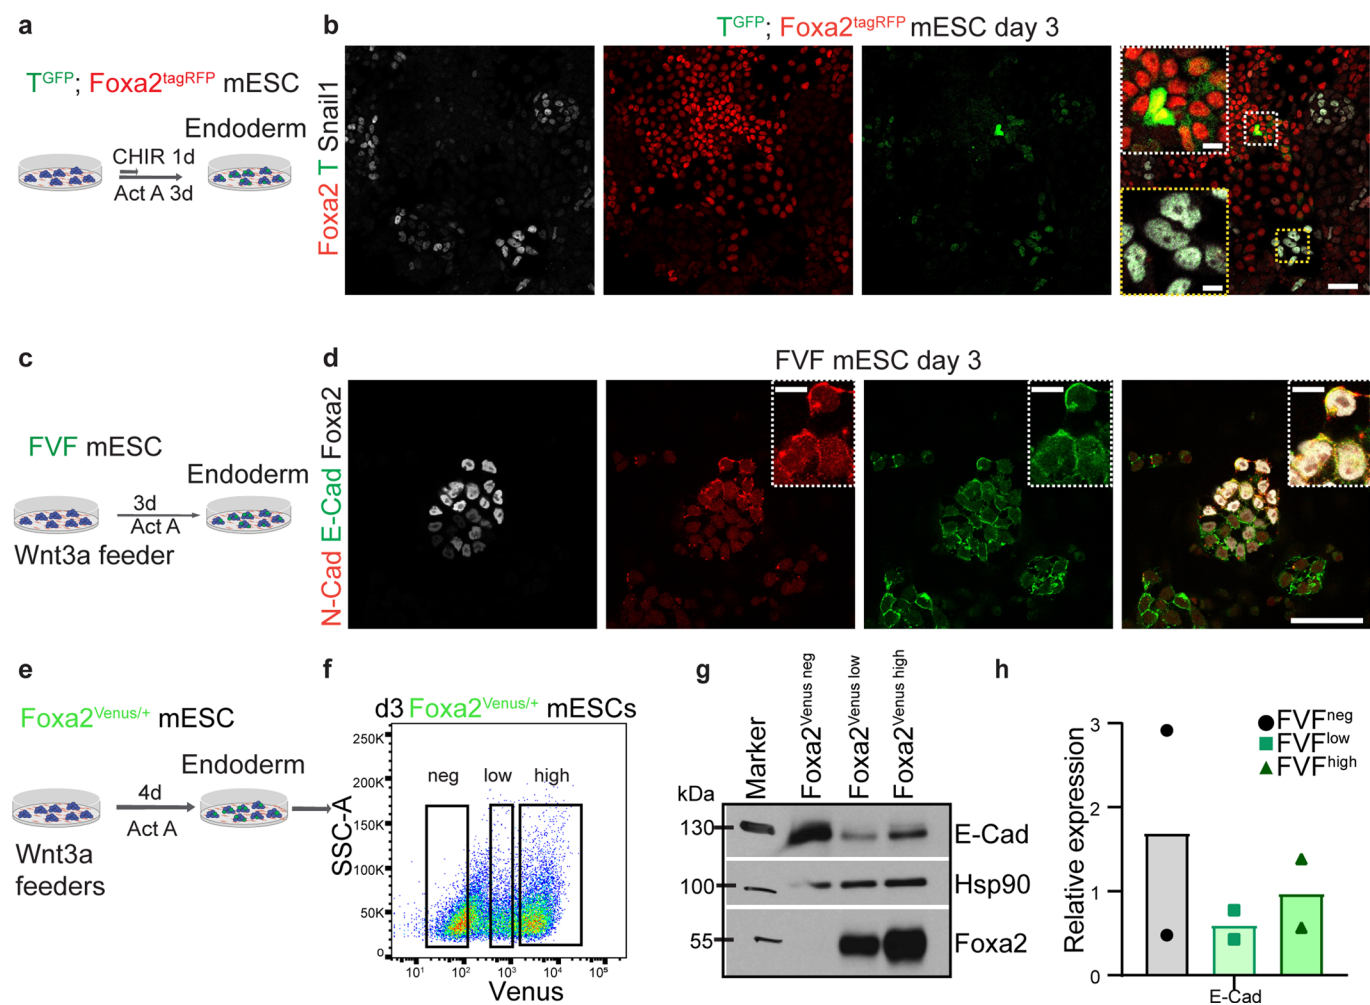 a
T^GFP; Foxa2^tagRFP mESC
Endoderm
CHIR 1d
Act A 3d
b
T^GFP; Foxa2^tagRFP mESC day 3
Foxa2 T Snail1
c
FVF mESC
Endoderm
3d
Act A
Wnt3a feeder
d
FVF mESC day 3
N-Cad E-Cad Foxa2
e
Foxa2^Venus/+ mESC
Endoderm
4d
Act A
Wnt3a
feeders
f
d3 Foxa2^Venus/+ mESCs
250K
200K
150K
100K
50K
0
SSC-A
neg low high
10^1 10^2 10^3 10^4 10^5
Venus
g
Marker
Foxa2^Venus neg
Foxa2^Venus low
Foxa2^Venus high
kDa
130
E-Cad
100
Hsp90
55
Foxa2
h
FVF^neg
FVF^low
FVF^high
Relative expression
3
2
1
0
E-Cad